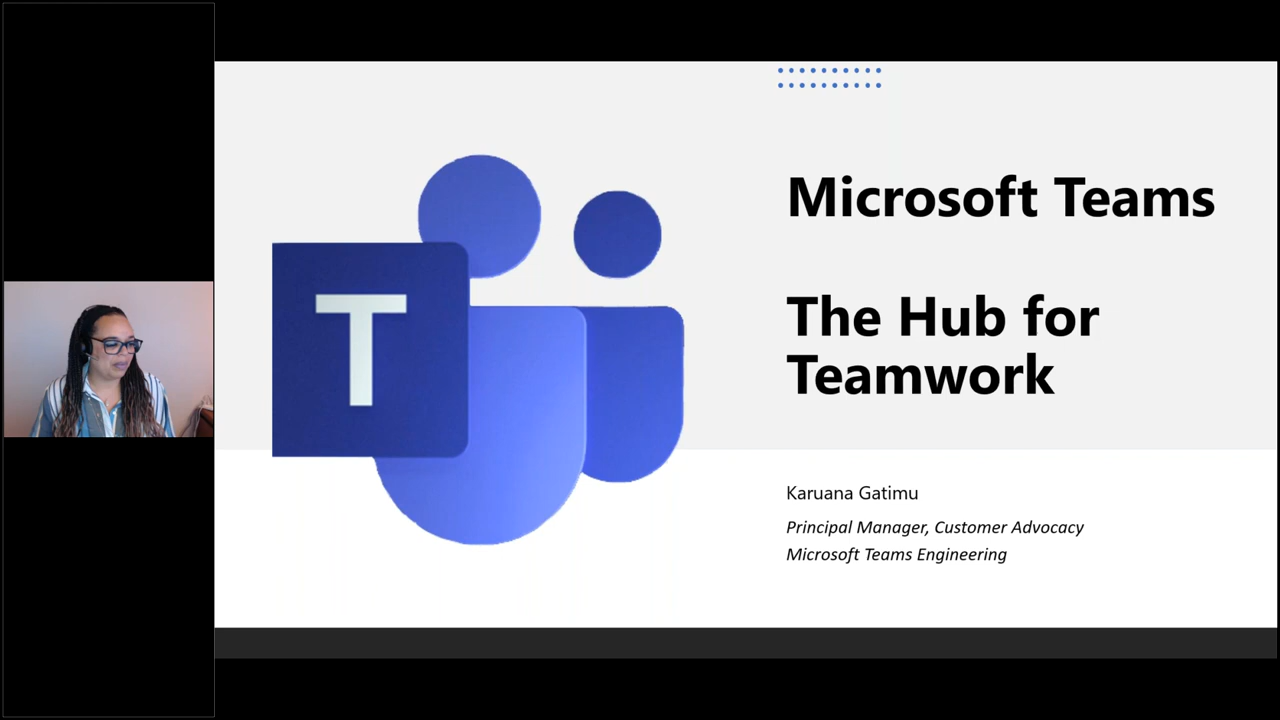 T
Microsoft Teams
The Hub for
Teamwork
Karuana Gatimu
Principal Manager, Customer Advocacy
Microsoft Teams Engineering